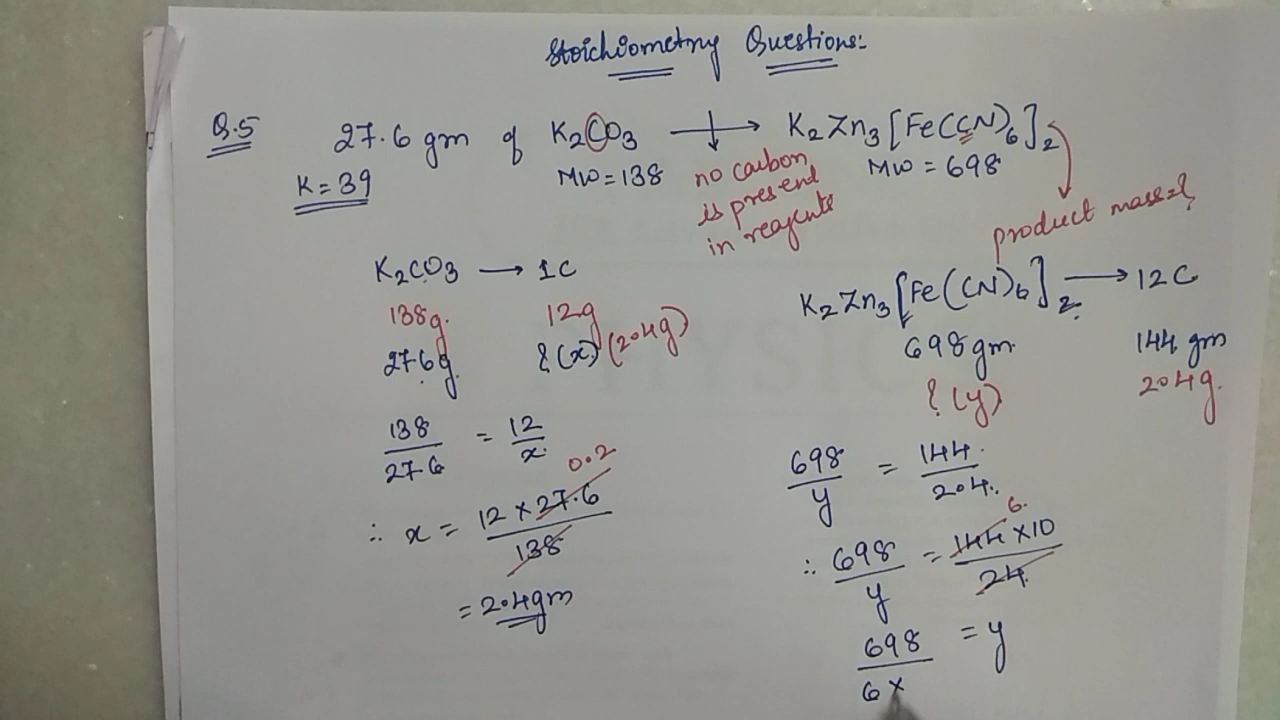 Stoichiometry Questions:
Q.5 27.6 gm of K2CO3 → K2Zn3[Fe(CN)6]2
K = 39 MW = 138 no carbon is present in reagents MW = 698
product mass=?
K2CO3 → 1C
138g. 12g
27.6g ?(x) (2.4g)
138/27.6 = 12/x
∴ x = 12 × 27.6/138 0.2
= 2.4gm
K2Zn3[Fe(CN)6]2 → 12C
698gm. 144 gm
?(y) 2.4g.
698/y = 144/2.4
∴ 698/y = 144×10/24 6.
698/6× = y
PHYSIC